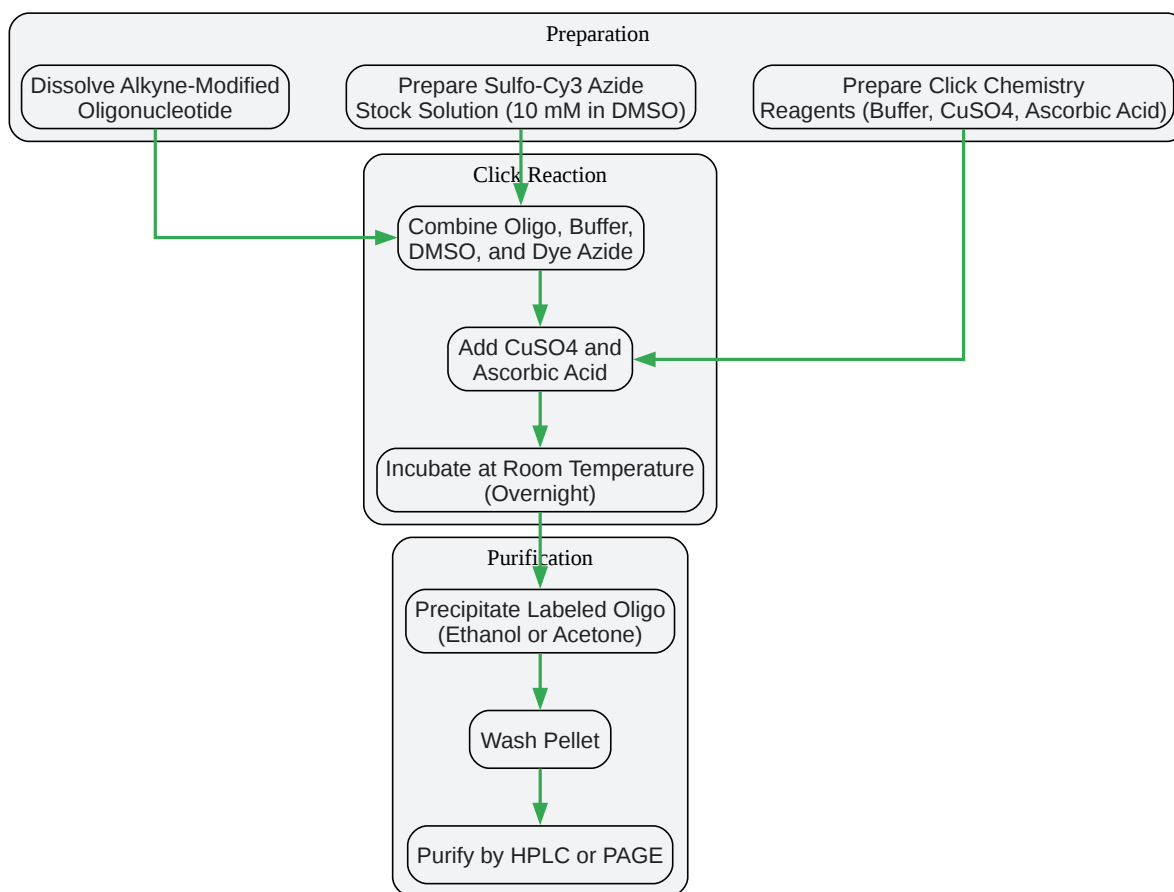 Preparation
Dissolve Alkyne-Modified
Oligonucleotide
Prepare Sulfo-Cy3 Azide
Stock Solution (10 mM in DMSO)
Prepare Click Chemistry
Reagents (Buffer, CuSO4, Ascorbic Acid)
Click Reaction
Combine Oligo, Buffer,
DMSO, and Dye Azide
Add CuSO4 and
Ascorbic Acid
Incubate at Room Temperature
(Overnight)
Purification
Precipitate Labeled Oligo
(Ethanol or Acetone)
Wash Pellet
Purify by HPLC or PAGE